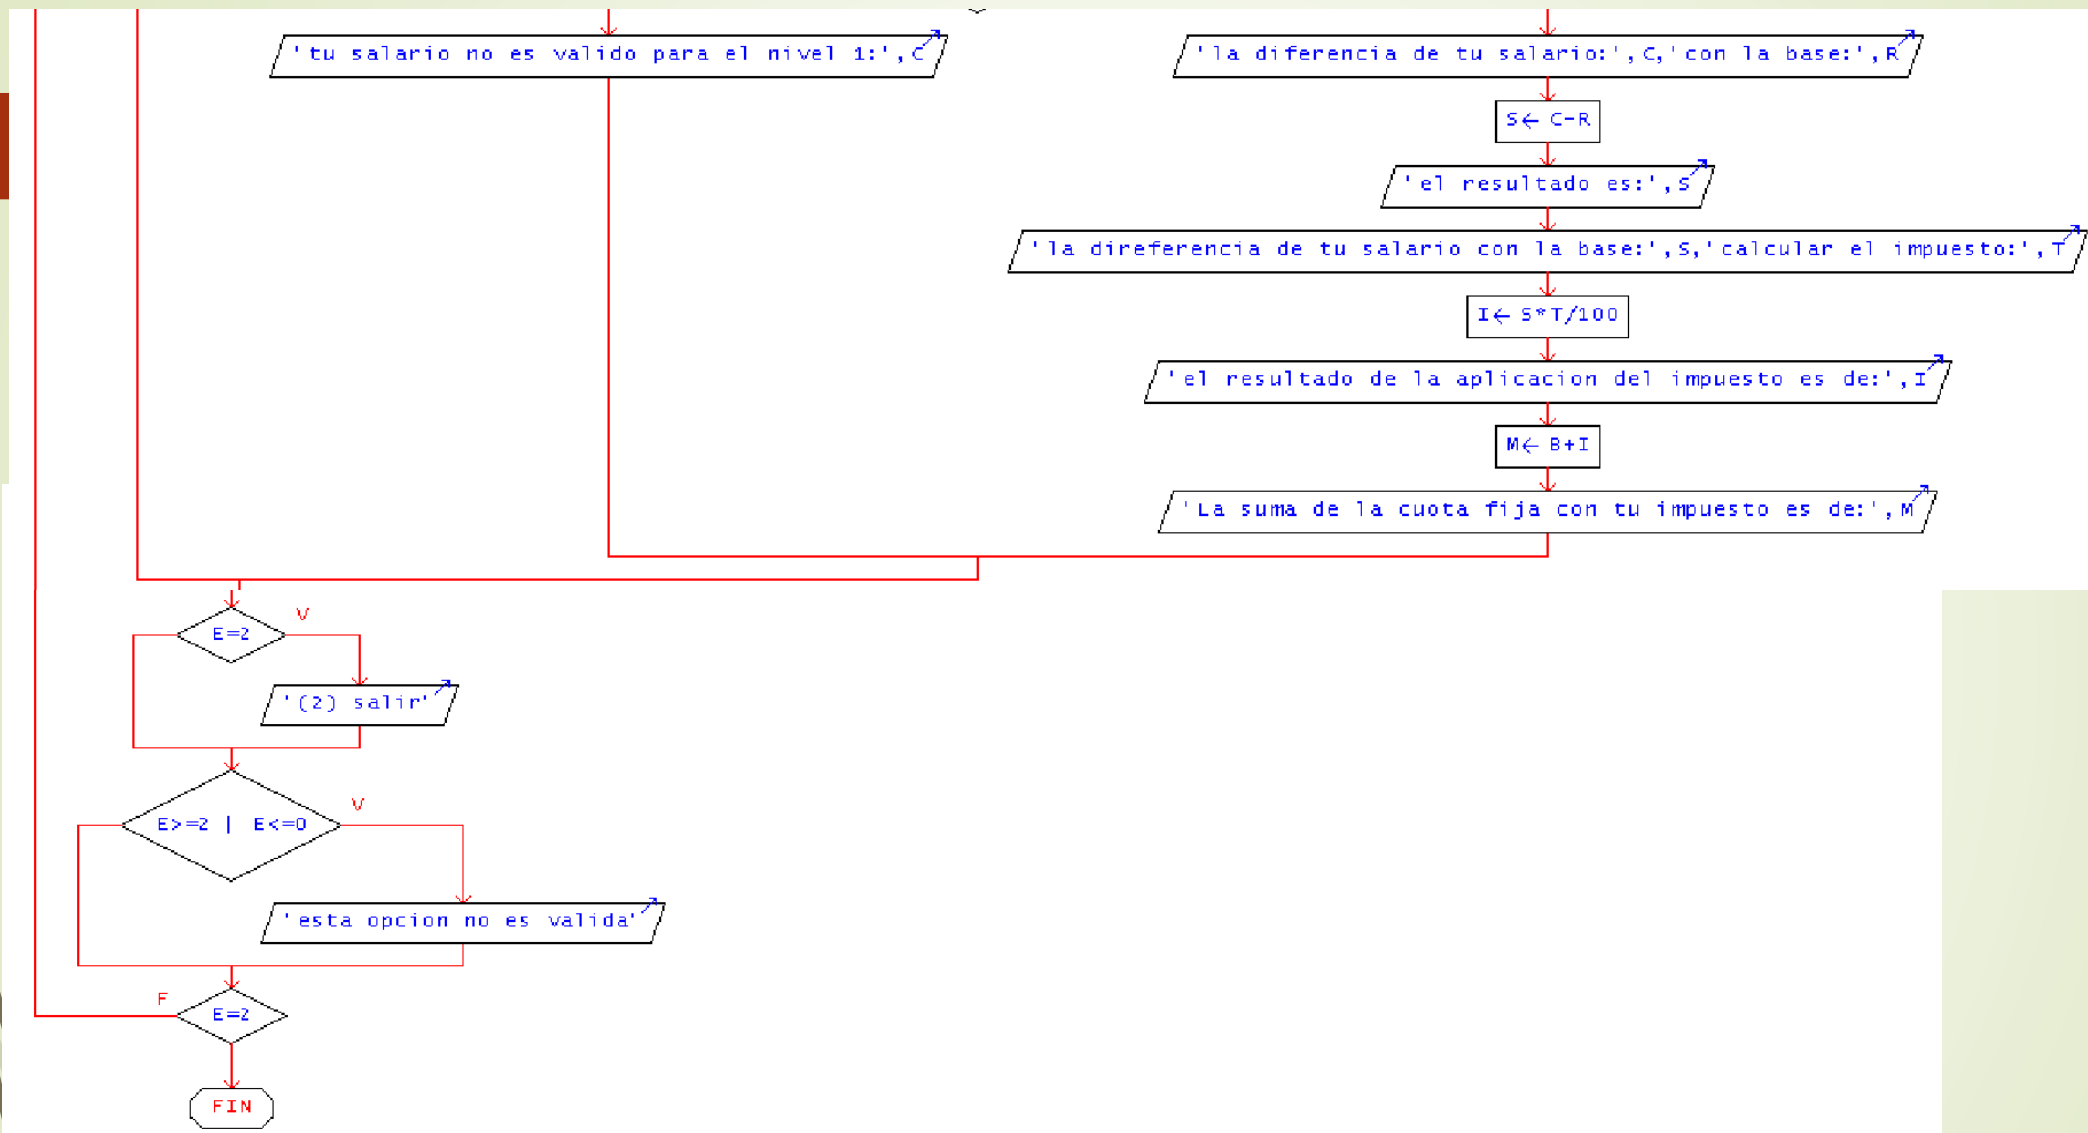 'tu salario no es valido para el nivel 1:',C
'la diferencia de tu salario:',C,'con la base:',R
S← C-R
'el resultado es:',S
'la direferencia de tu salario con la base:',S,'calcular el impuesto:',T
I← S*T/100
'el resultado de la aplicacion del impuesto es de:',I
M← B+I
'La suma de la cuota fija con tu impuesto es de:',M
V
E=2
'(2) salir'
V
E>=2 | E<=0
'esta opcion no es valida'
F
E=2
FIN